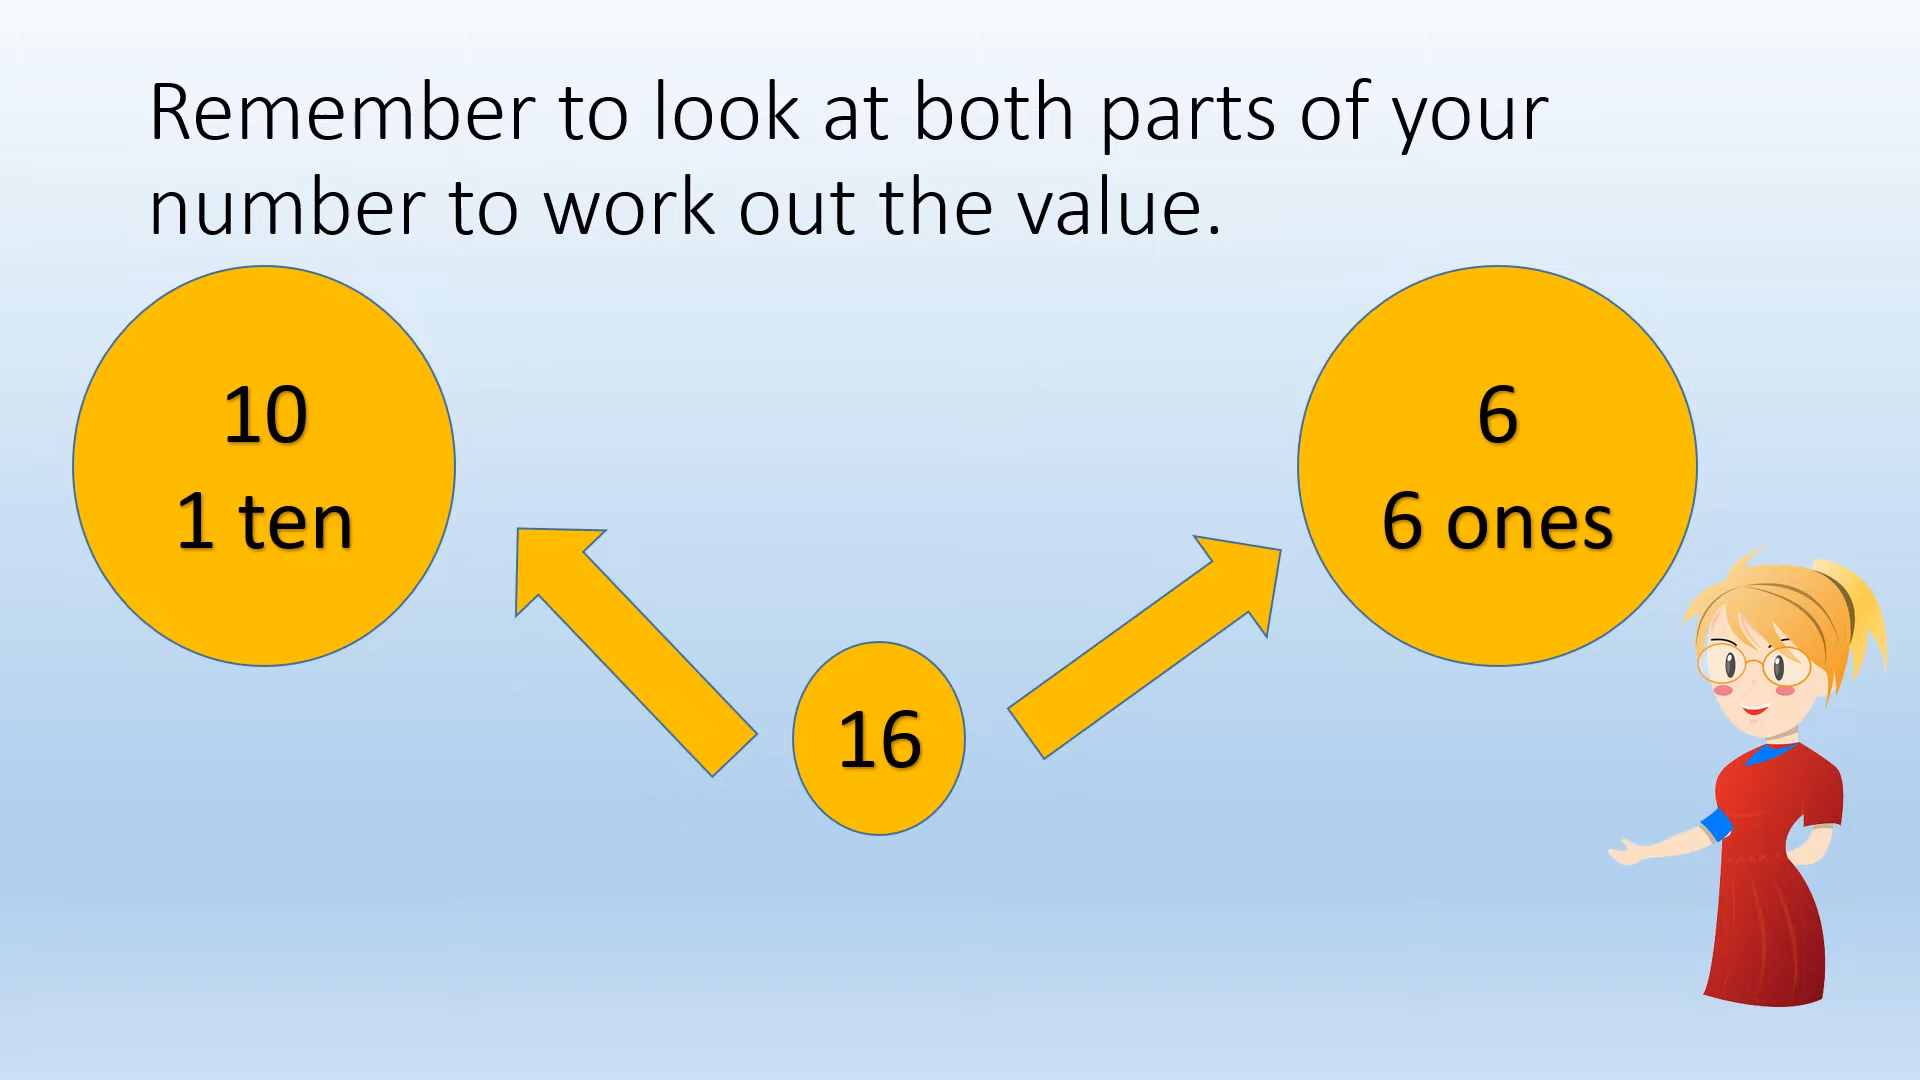 Remember to look at both parts of your
number to work out the value.
10
1 ten
6
6 ones
16